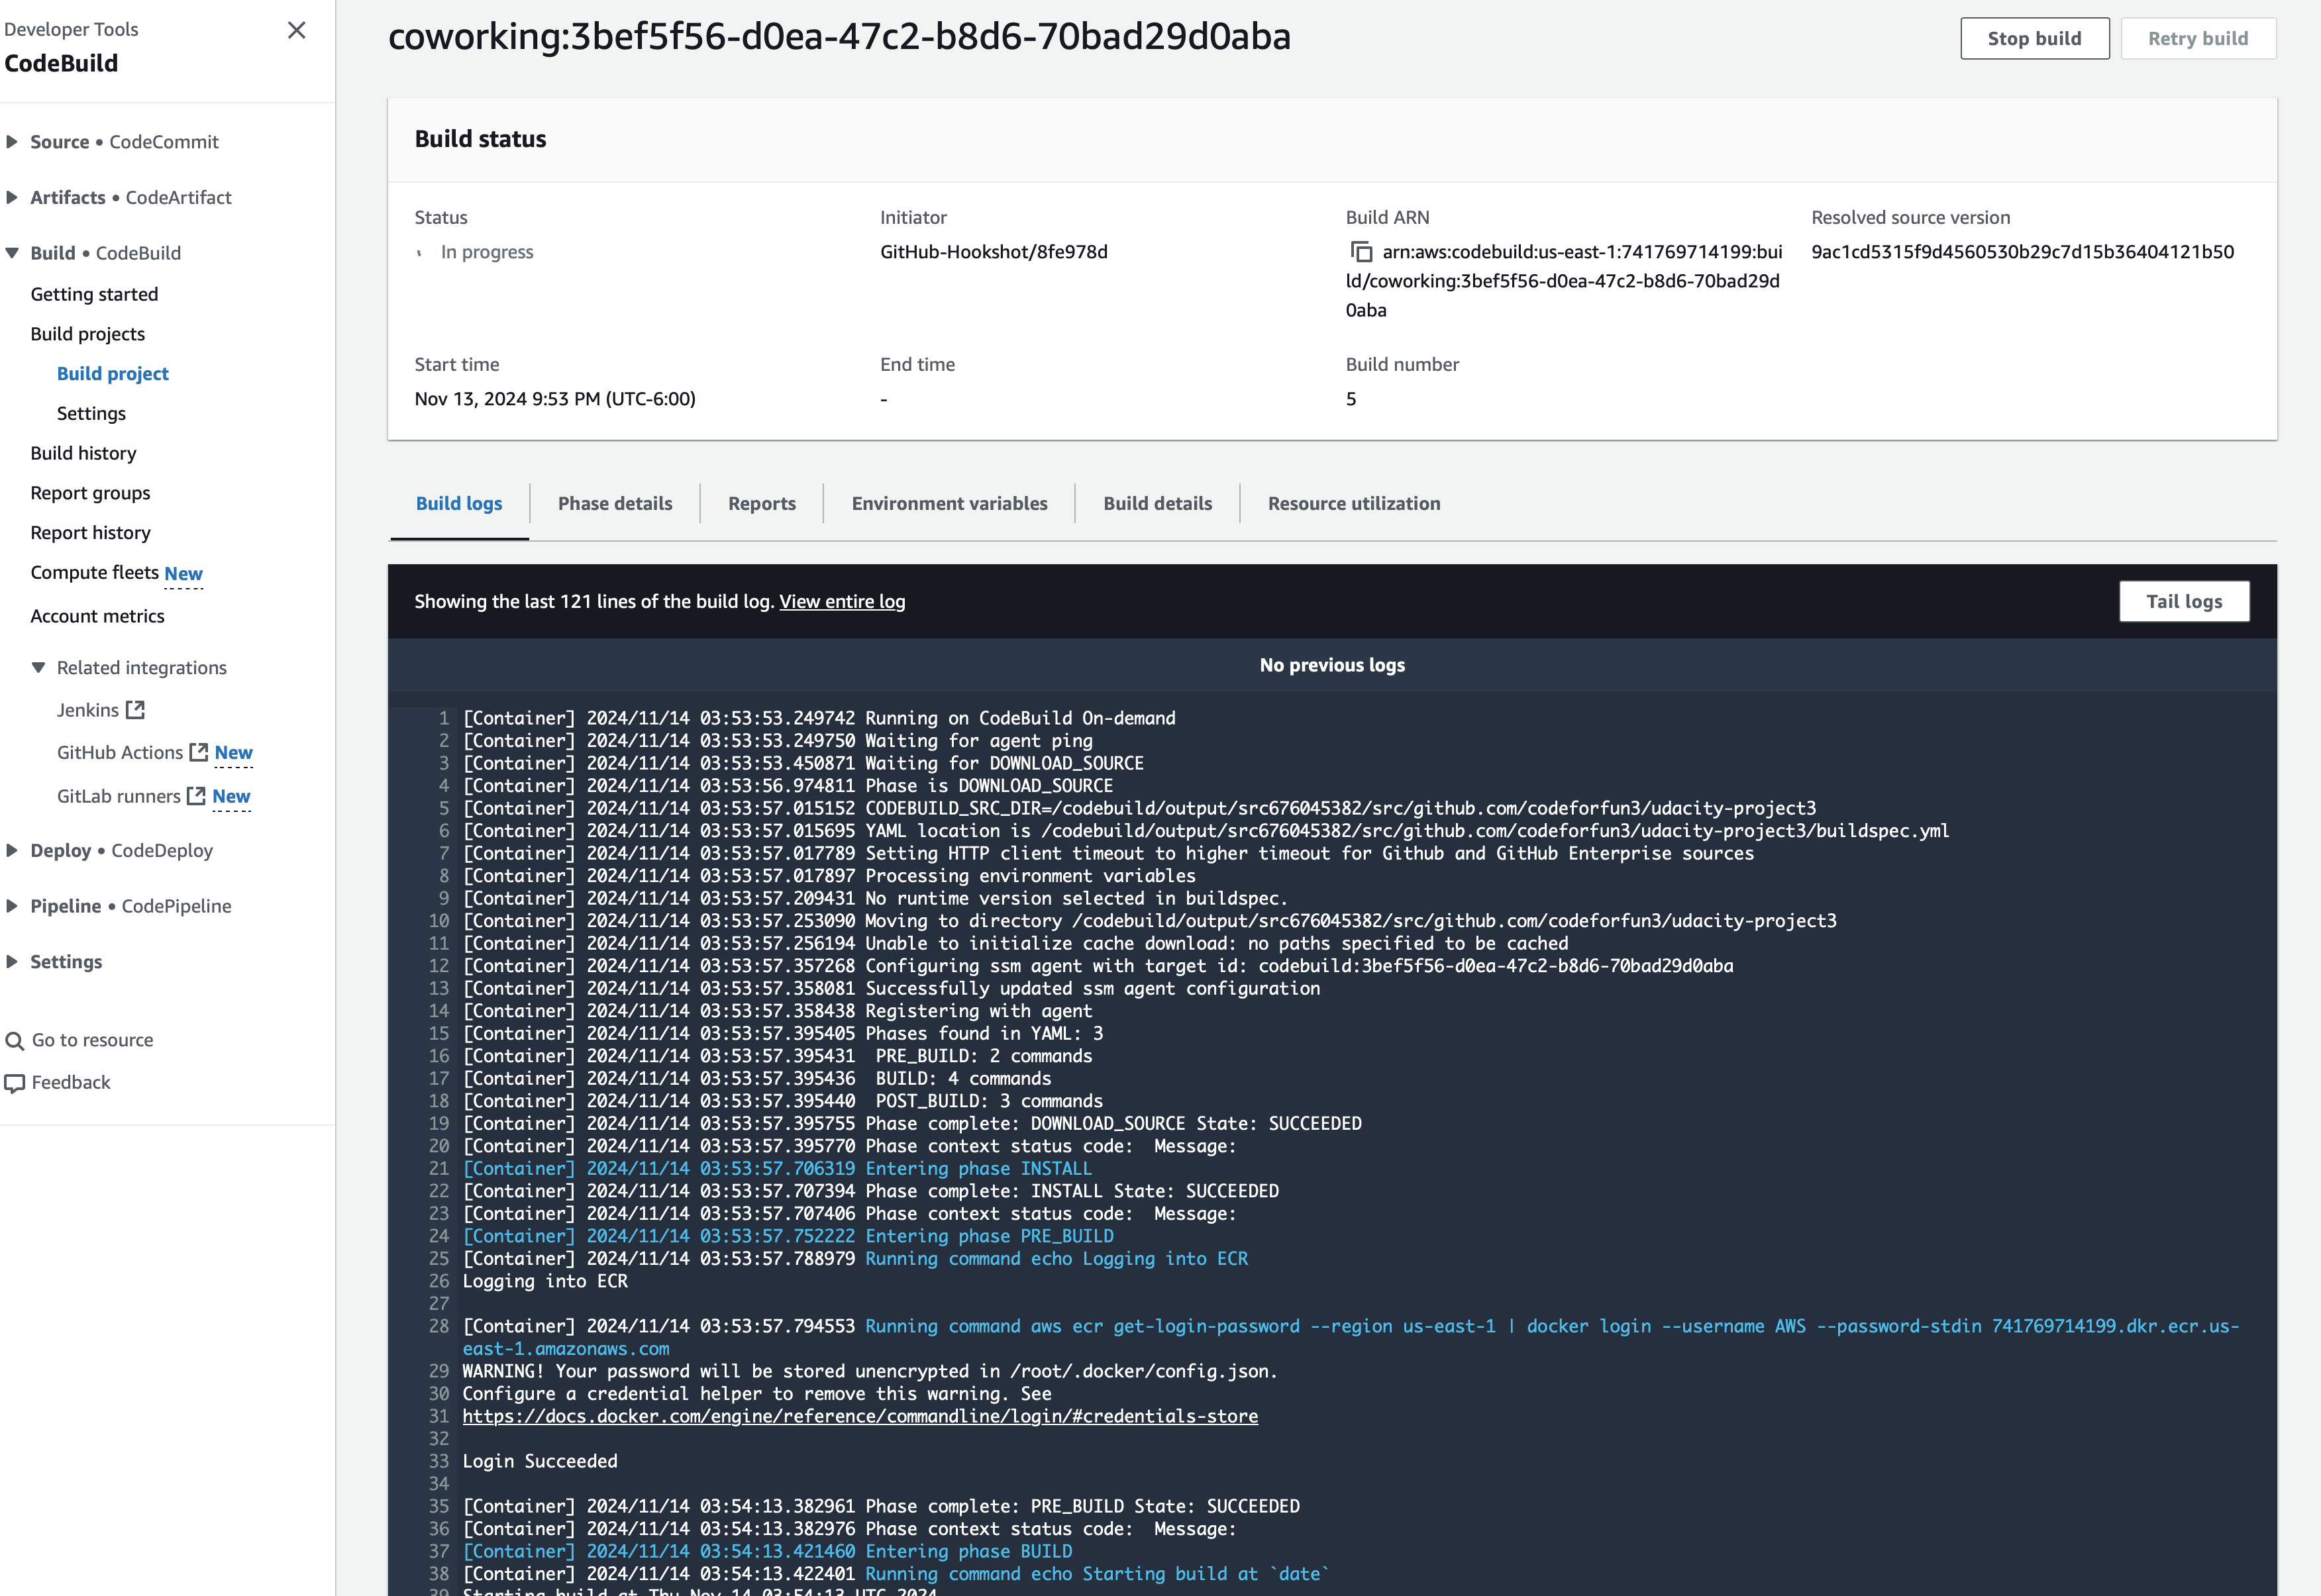 Developer Tools
CodeBuild
Source • CodeCommit
Artifacts • CodeArtifact
Build • CodeBuild
Getting started
Build projects
Build project
Settings
Build history
Report groups
Report history
Compute fleets New
Account metrics
Related integrations
Jenkins
GitHub Actions New
GitLab runners New
Deploy • CodeDeploy
Pipeline • CodePipeline
Settings
Go to resource
Feedback
coworking:3bef5f56-d0ea-47c2-b8d6-70bad29d0aba
Stop build
Retry build
Build status
Status
In progress
Initiator
GitHub-Hookshot/8fe978d
Build ARN
arn:aws:codebuild:us-east-1:741769714199:bui
ld/coworking:3bef5f56-d0ea-47c2-b8d6-70bad29d
0aba
Resolved source version
9ac1cd5315f9d4560530b29c7d15b36404121b50
Start time
Nov 13, 2024 9:53 PM (UTC-6:00)
End time
-
Build number
5
Build logs
Phase details
Reports
Environment variables
Build details
Resource utilization
Showing the last 121 lines of the build log. View entire log
Tail logs
No previous logs
1 [Container] 2024/11/14 03:53:53.249742 Running on CodeBuild On-demand
2 [Container] 2024/11/14 03:53:53.249750 Waiting for agent ping
3 [Container] 2024/11/14 03:53:53.450871 Waiting for DOWNLOAD_SOURCE
4 [Container] 2024/11/14 03:53:56.974811 Phase is DOWNLOAD_SOURCE
5 [Container] 2024/11/14 03:53:57.015152 CODEBUILD_SRC_DIR=/codebuild/output/src676045382/src/github.com/codeforfun3/udacity-project3
6 [Container] 2024/11/14 03:53:57.015695 YAML location is /codebuild/output/src676045382/src/github.com/codeforfun3/udacity-project3/buildspec.yml
7 [Container] 2024/11/14 03:53:57.017789 Setting HTTP client timeout to higher timeout for Github and GitHub Enterprise sources
8 [Container] 2024/11/14 03:53:57.017897 Processing environment variables
9 [Container] 2024/11/14 03:53:57.209431 No runtime version selected in buildspec.
10 [Container] 2024/11/14 03:53:57.253090 Moving to directory /codebuild/output/src676045382/src/github.com/codeforfun3/udacity-project3
11 [Container] 2024/11/14 03:53:57.256194 Unable to initialize cache download: no paths specified to be cached
12 [Container] 2024/11/14 03:53:57.357268 Configuring ssm agent with target id: codebuild:3bef5f56-d0ea-47c2-b8d6-70bad29d0aba
13 [Container] 2024/11/14 03:53:57.358081 Successfully updated ssm agent configuration
14 [Container] 2024/11/14 03:53:57.358438 Registering with agent
15 [Container] 2024/11/14 03:53:57.395405 Phases found in YAML: 3
16 [Container] 2024/11/14 03:53:57.395431  PRE_BUILD: 2 commands
17 [Container] 2024/11/14 03:53:57.395436  BUILD: 4 commands
18 [Container] 2024/11/14 03:53:57.395440  POST_BUILD: 3 commands
19 [Container] 2024/11/14 03:53:57.395755 Phase complete: DOWNLOAD_SOURCE State: SUCCEEDED
20 [Container] 2024/11/14 03:53:57.395770 Phase context status code:  Message:
21 [Container] 2024/11/14 03:53:57.706319 Entering phase INSTALL
22 [Container] 2024/11/14 03:53:57.707394 Phase complete: INSTALL State: SUCCEEDED
23 [Container] 2024/11/14 03:53:57.707406 Phase context status code:  Message:
24 [Container] 2024/11/14 03:53:57.752222 Entering phase PRE_BUILD
25 [Container] 2024/11/14 03:53:57.788979 Running command echo Logging into ECR
26 Logging into ECR
27
28 [Container] 2024/11/14 03:53:57.794553 Running command aws ecr get-login-password --region us-east-1 | docker login --username AWS --password-stdin 741769714199.dkr.ecr.us-
east-1.amazonaws.com
29 WARNING! Your password will be stored unencrypted in /root/.docker/config.json.
30 Configure a credential helper to remove this warning. See
31 https://docs.docker.com/engine/reference/commandline/login/#credentials-store
32
33 Login Succeeded
34
35 [Container] 2024/11/14 03:54:13.382961 Phase complete: PRE_BUILD State: SUCCEEDED
36 [Container] 2024/11/14 03:54:13.382976 Phase context status code:  Message:
37 [Container] 2024/11/14 03:54:13.421460 Entering phase BUILD
38 [Container] 2024/11/14 03:54:13.422401 Running command echo Starting build at `date`
39 Starting build at Thu Nov 14 03:54:13 UTC 2024